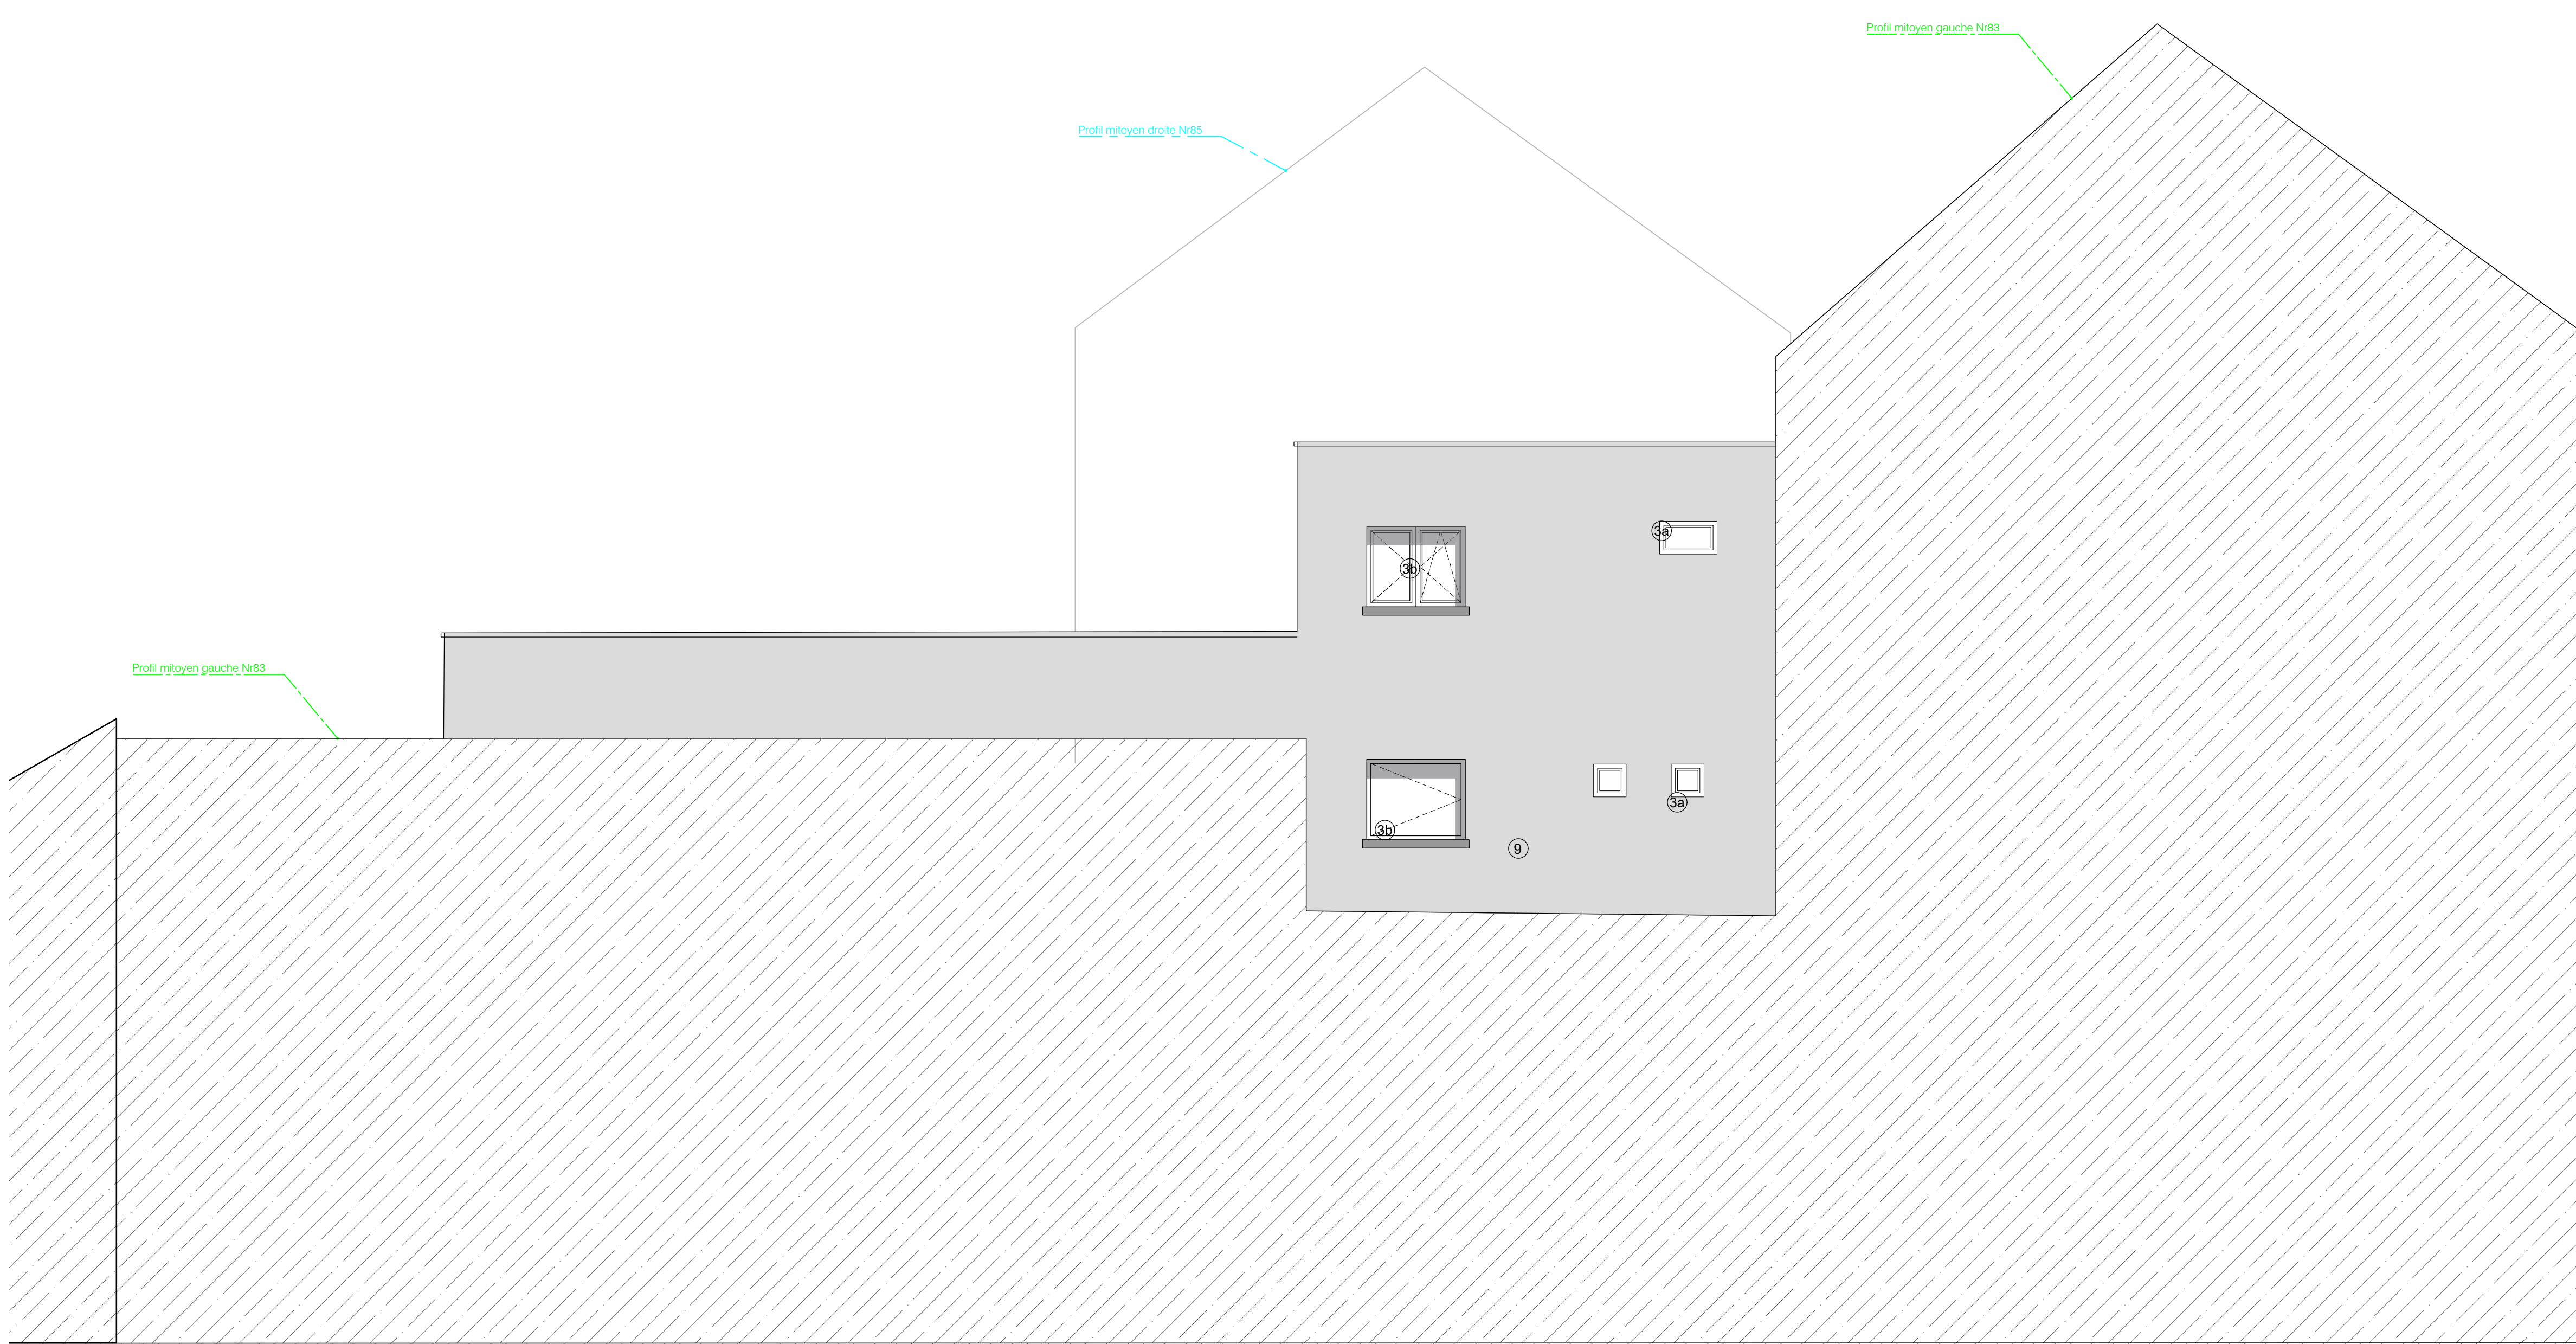 Profil mitoyen gauche Nr83
Profil mitoyen droite Nr85
3a
3b
Profil mitoyen gauche Nr83
3a
3b
9